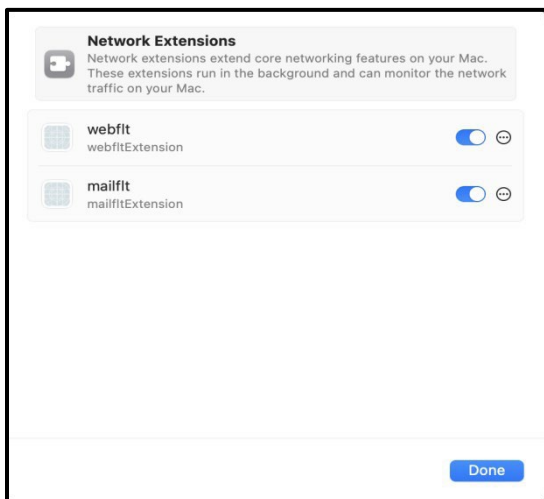 Network Extensions
Network extensions extend core networking features on your Mac.
These extensions run in the background and can monitor the network
traffic on your Mac.
webflt
webfltExtension
mailflt
mailfltExtension
Done